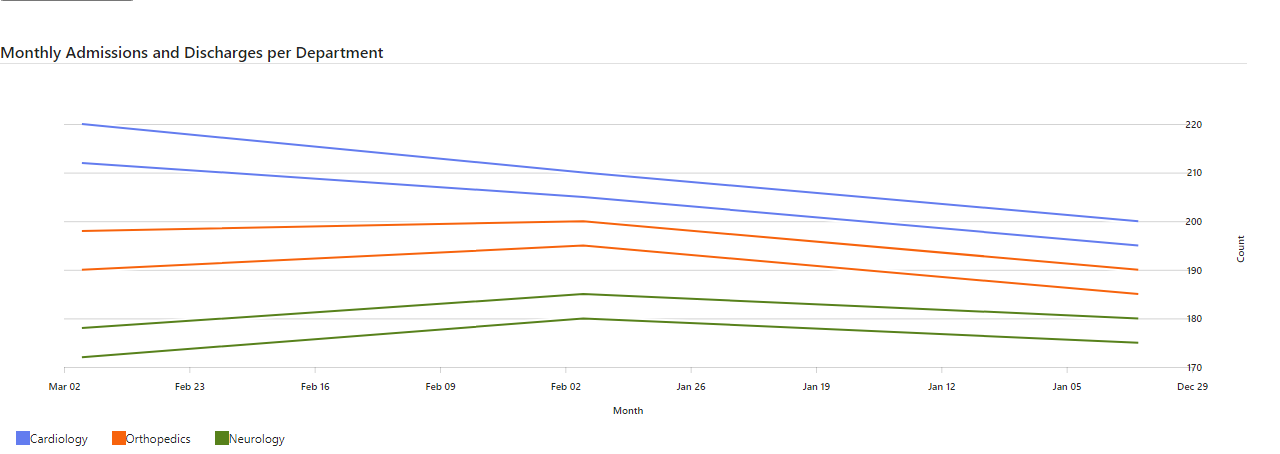 Monthly Admissions and Discharges per Department
220
210
200
190
180
170
Count
Mar 02 Feb 23 Feb 16 Feb 09 Feb 02 Jan 26 Jan 19 Jan 12 Jan 05 Dec 29
Month
Cardiology Orthopedics Neurology